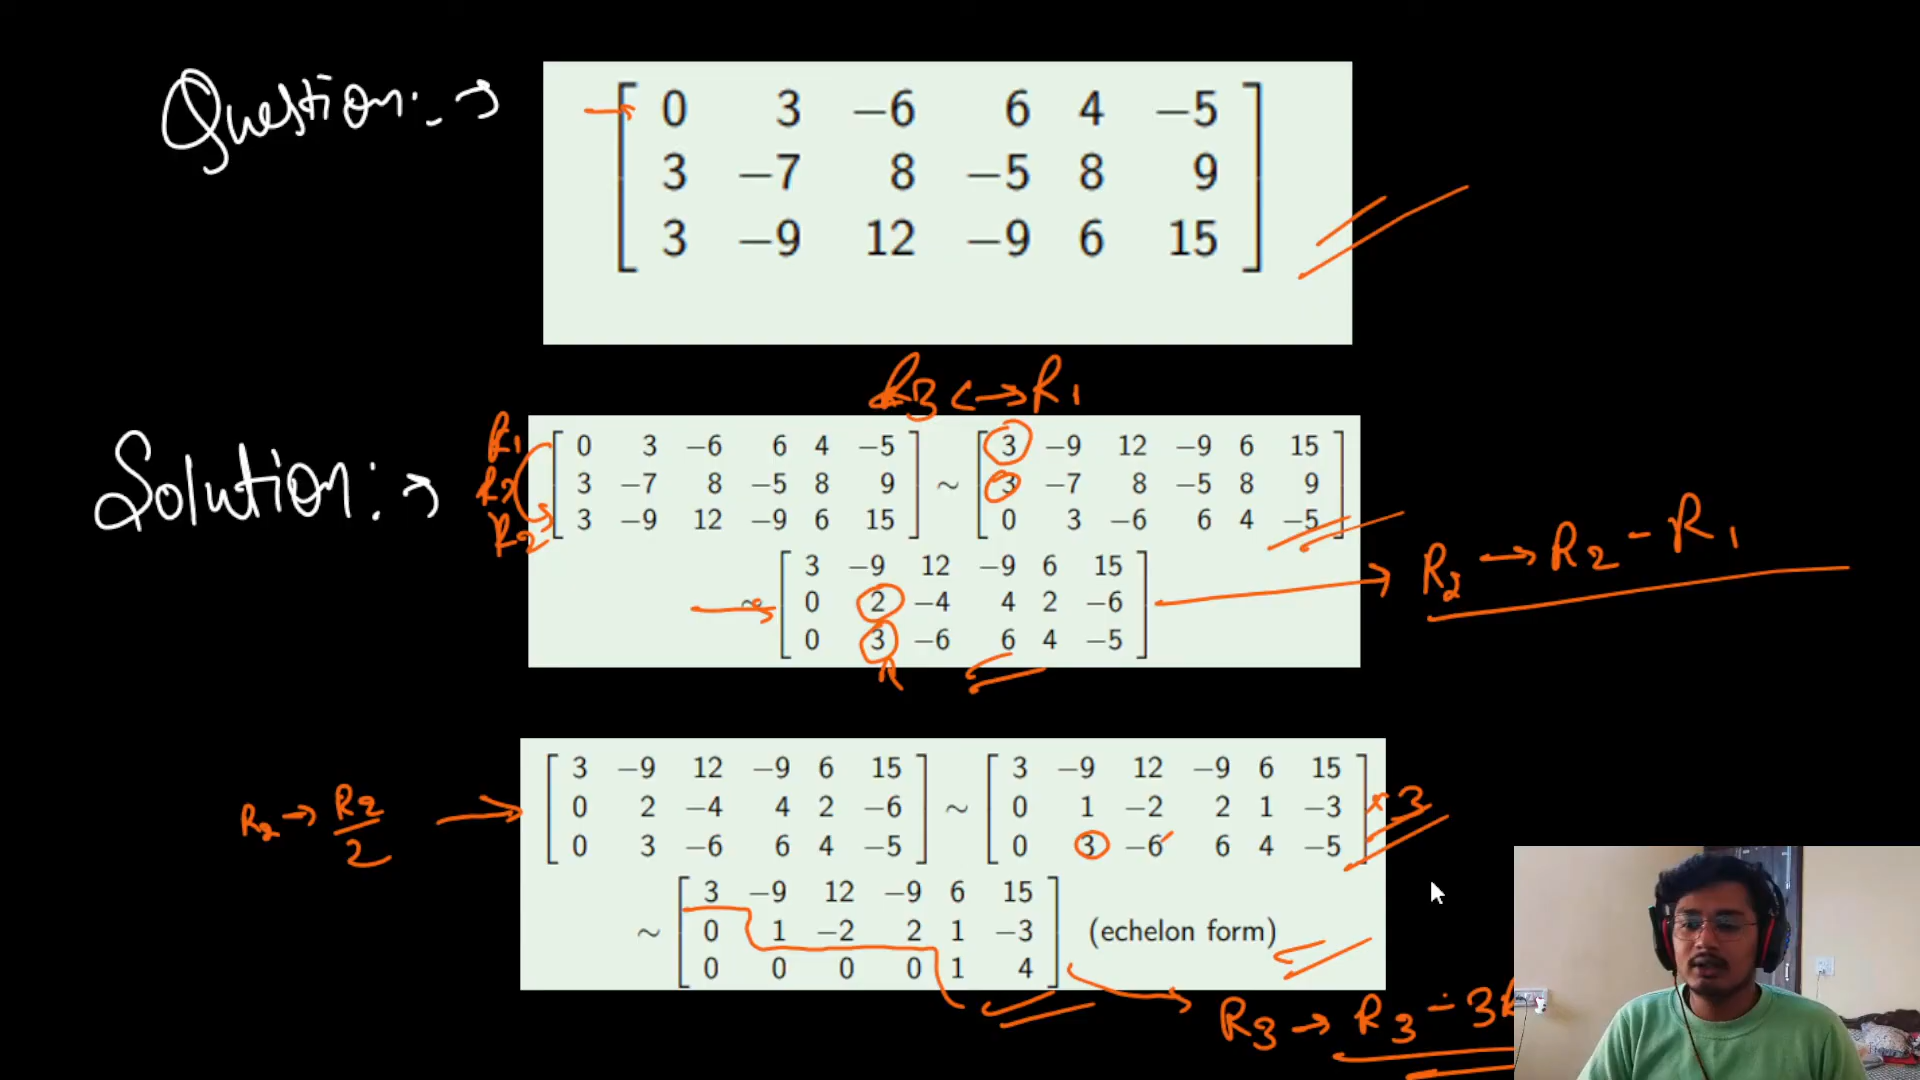 Question:→
0 3 −6 6 4 −5
3 −7 8 −5 8 9
3 −9 12 −9 6 15
R3 ↔ R1
Solution:→
R1
R2
0 3 −6 6 4 −5 3 −9 12 −9 6 15
3 −7 8 −5 8 9 ~ 3 −7 8 −5 8 9
3 −9 12 −9 6 15 0 3 −6 6 4 −5
3 −9 12 −9 6 15
~ 0 2 −4 4 2 −6
0 3 −6 6 4 −5
R2 → R2 − R1
R2 → R2/2
3 −9 12 −9 6 15 3 −9 12 −9 6 15
0 2 −4 4 2 −6 ~ 0 1 −2 2 1 −3 × 3
0 3 −6 6 4 −5 0 3 −6 6 4 −5
3 −9 12 −9 6 15
~ 0 1 −2 2 1 −3 (echelon form)
0 0 0 0 1 4
R3 → R3 − 3